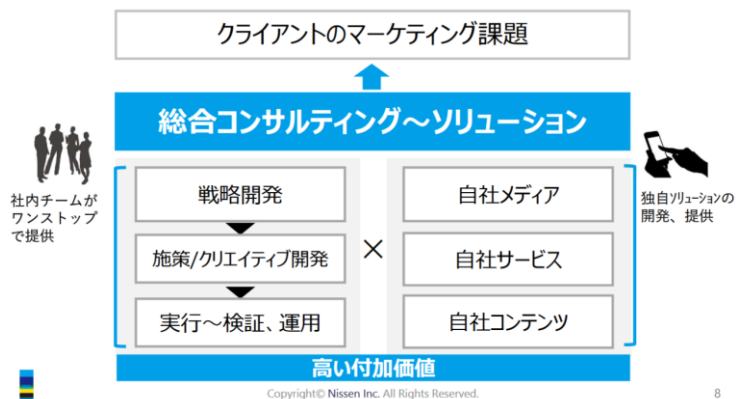 クライアントのマーケティング課題
総合コンサルティング～ソリューション
社内チームが
ワンストップ
で提供
戦略開発
施策/クリエイティブ開発
実行～検証、運用
×
自社メディア
自社サービス
自社コンテンツ
独自ｿﾘｭｰｼｮﾝの
開発、提供
高い付加価値
Copyright© Nissen Inc. All Rights Reserved.
8